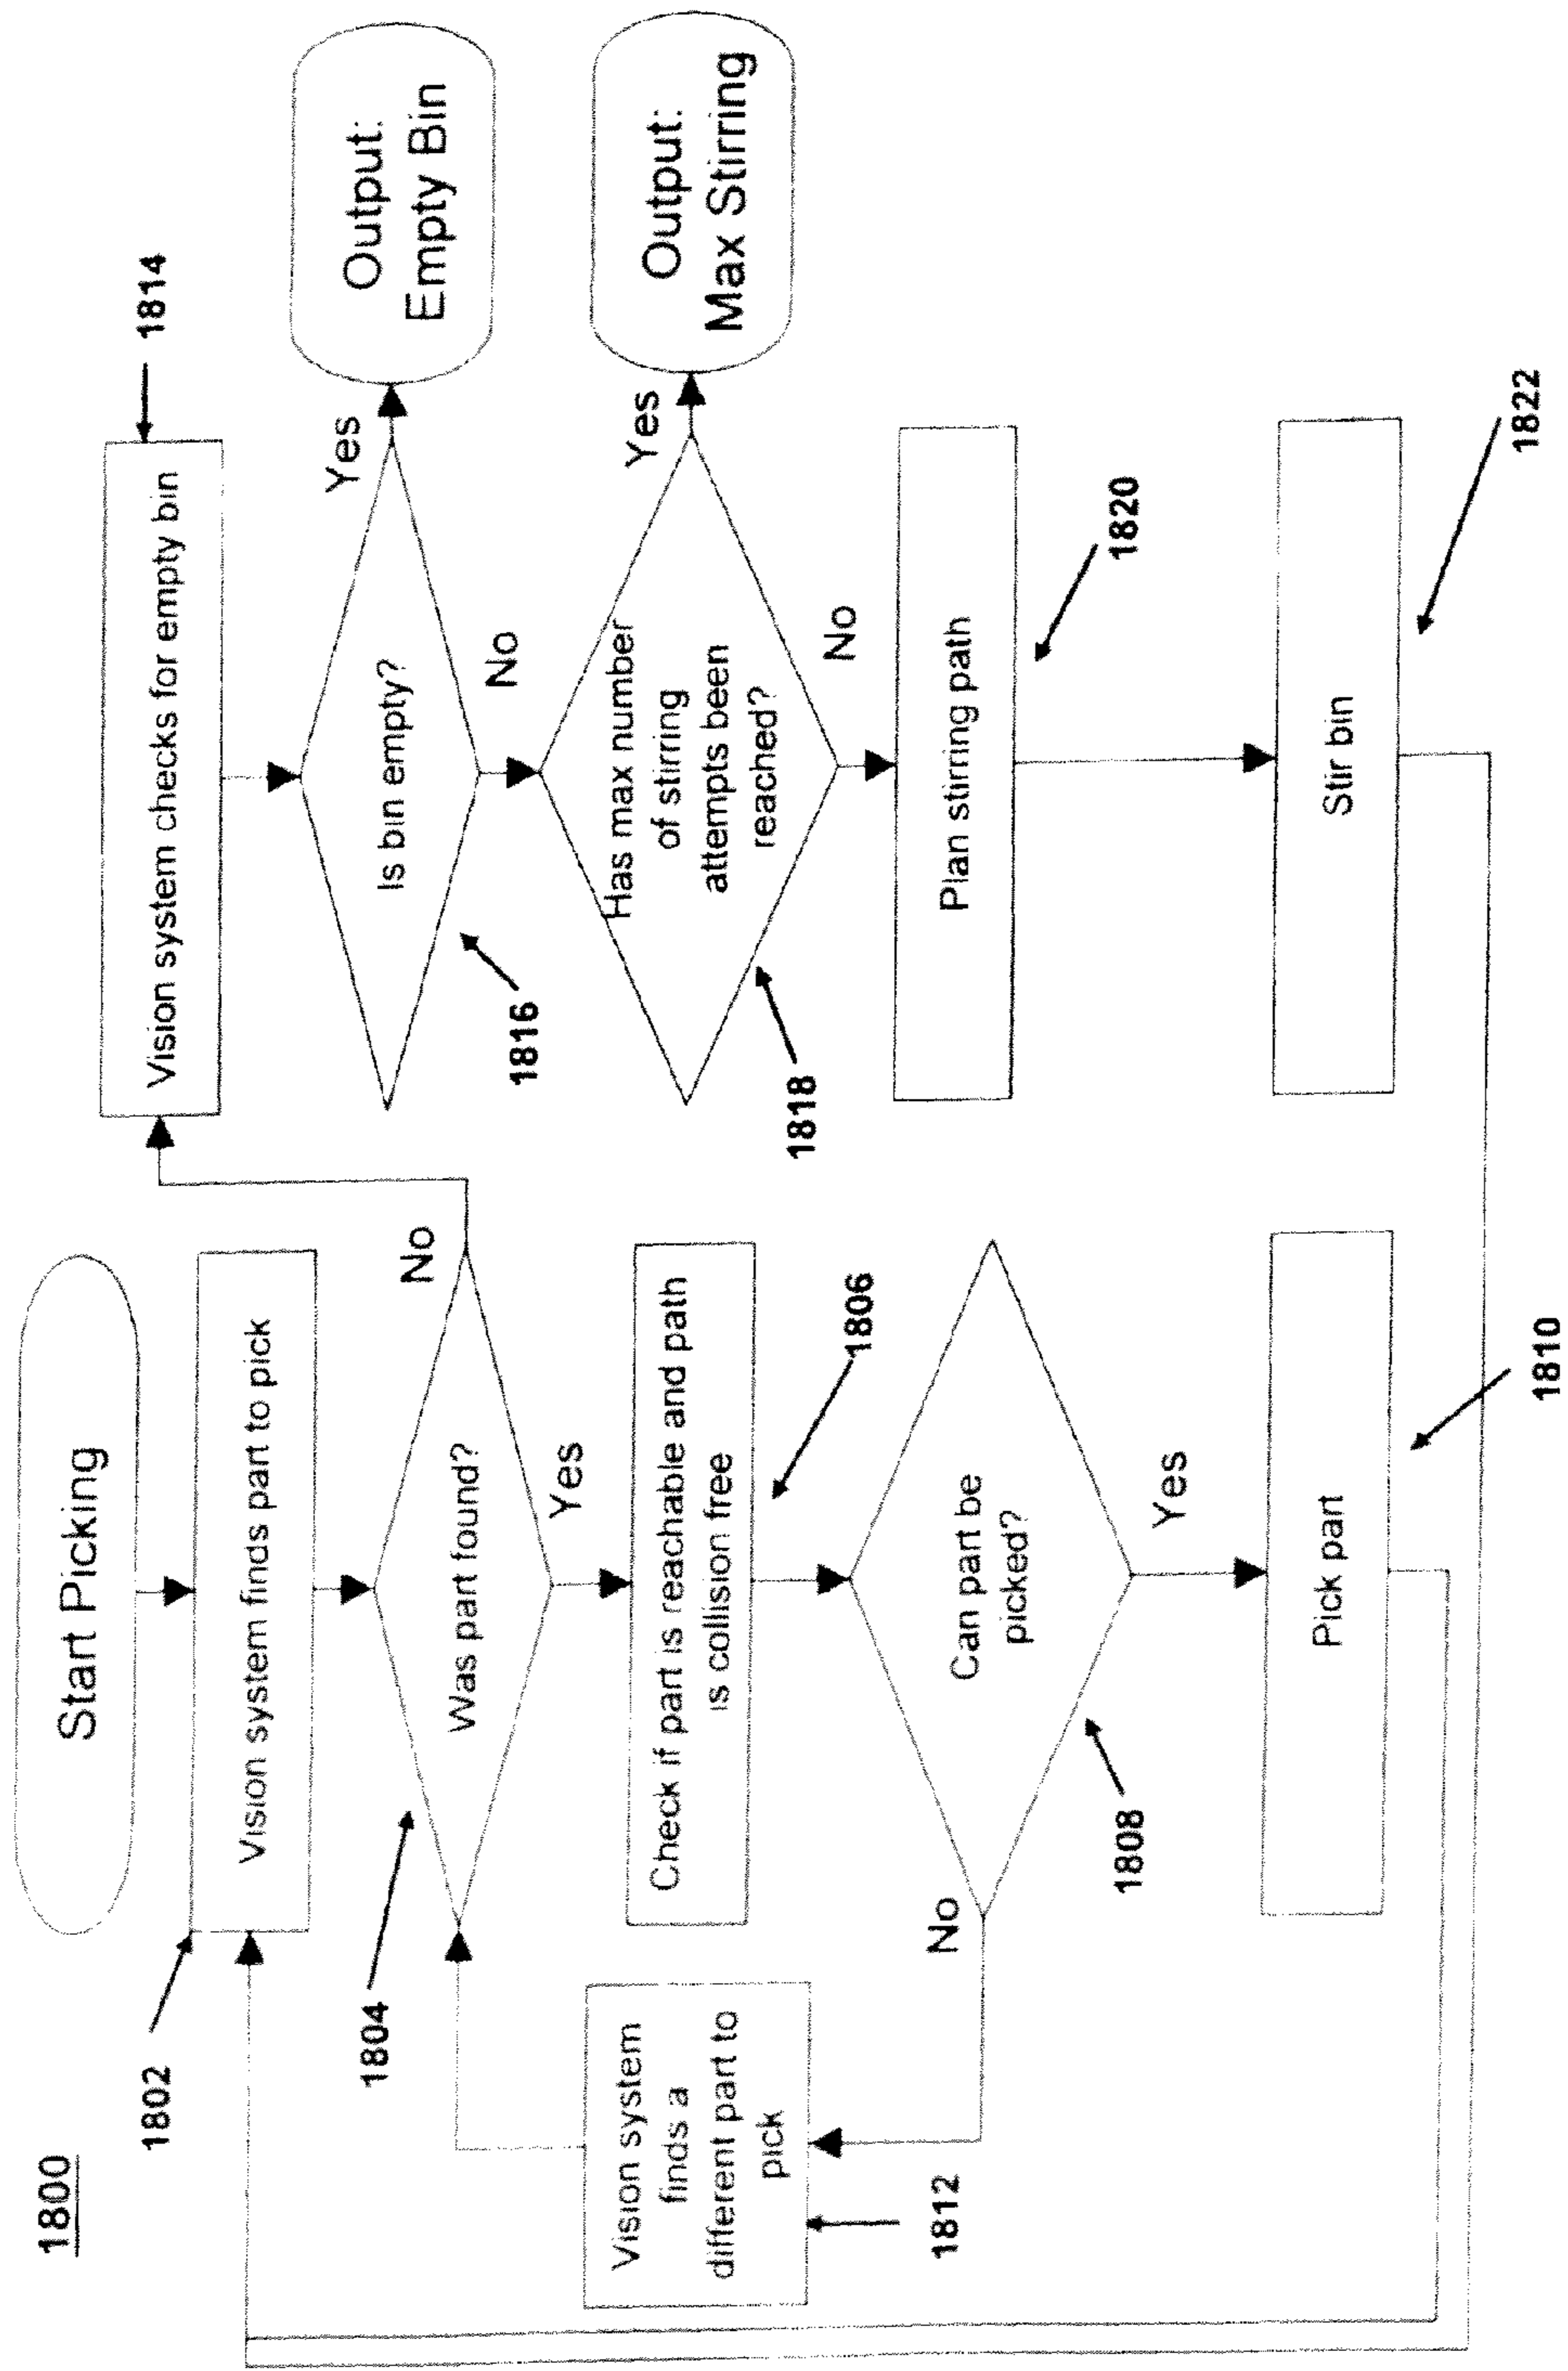 1800
Start Picking
1802
Vision system finds part to pick
1804
Was part found?
No
Yes
Check if part is reachable and path
is collision free
1806
Can part be
picked?
No
Yes
1808
Vision system
finds a
different part to
pick
1812
Pick part
1810
1814
Vision system checks for empty bin
Is bin empty?
Yes
No
1816
Output:
Empty Bin
Has max number
of stirring
attempts been
reached?
Yes
No
1818
Output:
Max Stirring
Plan stirring path
1820
Stir bin
1822